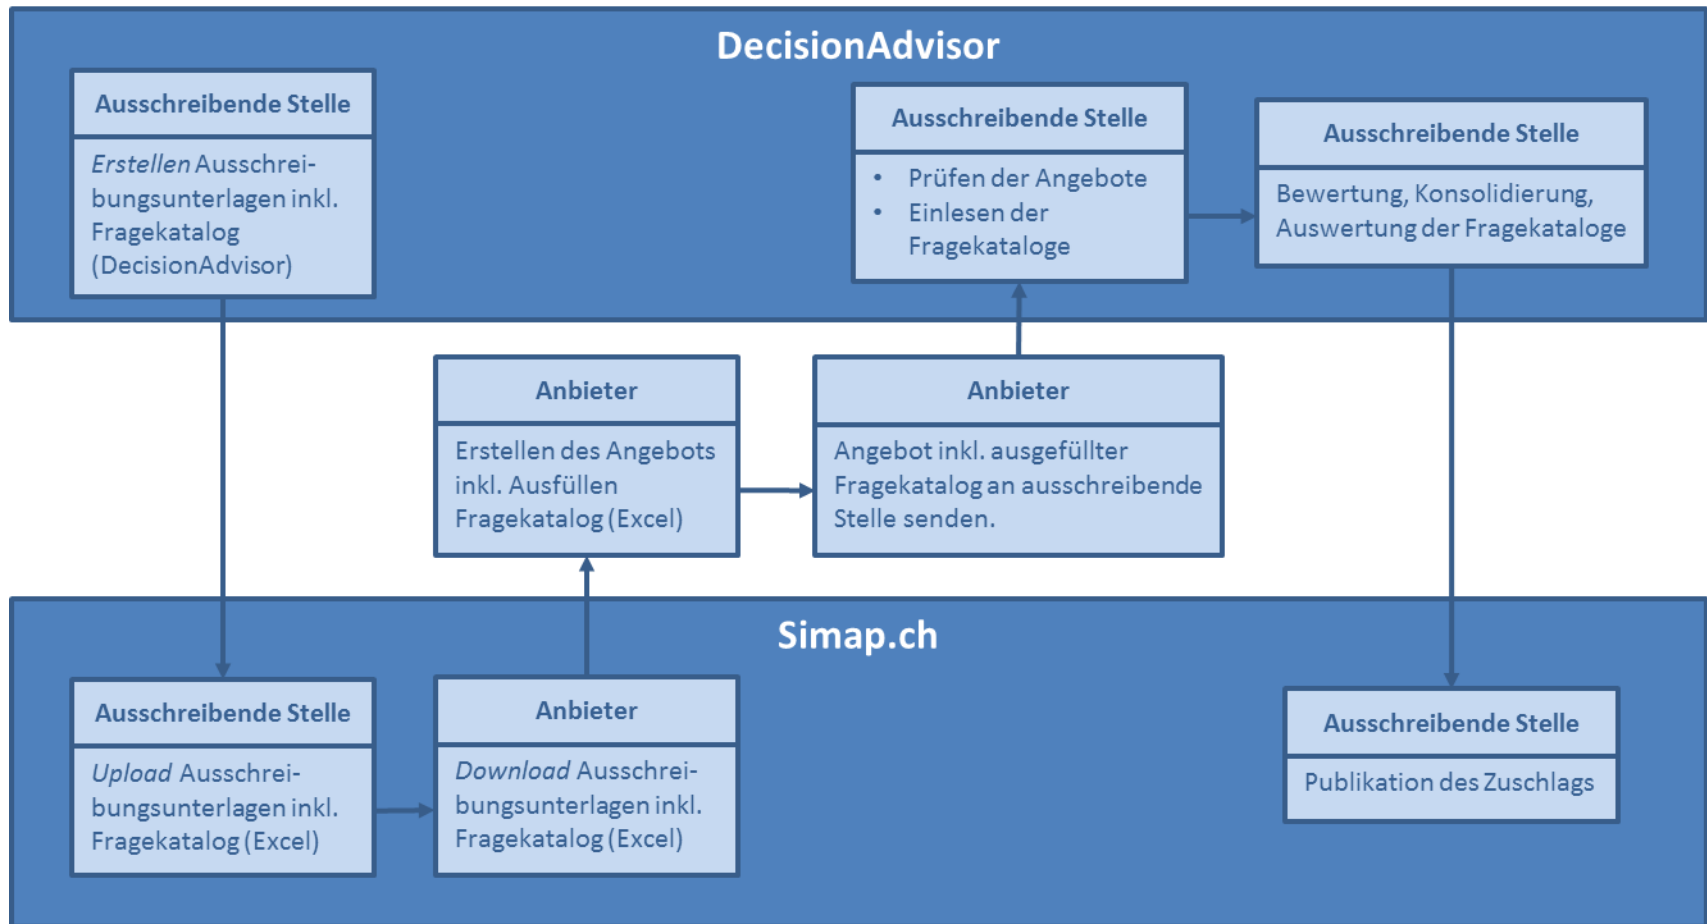 DecisionAdvisor
Ausschreibende Stelle
Erstellen Ausschrei-
bungsunterlagen inkl.
Fragekatalog
(DecisionAdvisor)
Ausschreibende Stelle
• Prüfen der Angebote
• Einlesen der
Fragekataloge
Ausschreibende Stelle
Bewertung, Konsolidierung,
Auswertung der Fragekataloge
Anbieter
Erstellen des Angebots
inkl. Ausfüllen
Fragekatalog (Excel)
Anbieter
Angebot inkl. ausgefüllter
Fragekatalog an ausschreibende
Stelle senden.
Simap.ch
Ausschreibende Stelle
Upload Ausschrei-
bungsunterlagen inkl.
Fragekatalog (Excel)
Anbieter
Download Ausschrei-
bungsunterlagen inkl.
Fragekatalog (Excel)
Ausschreibende Stelle
Publikation des Zuschlags